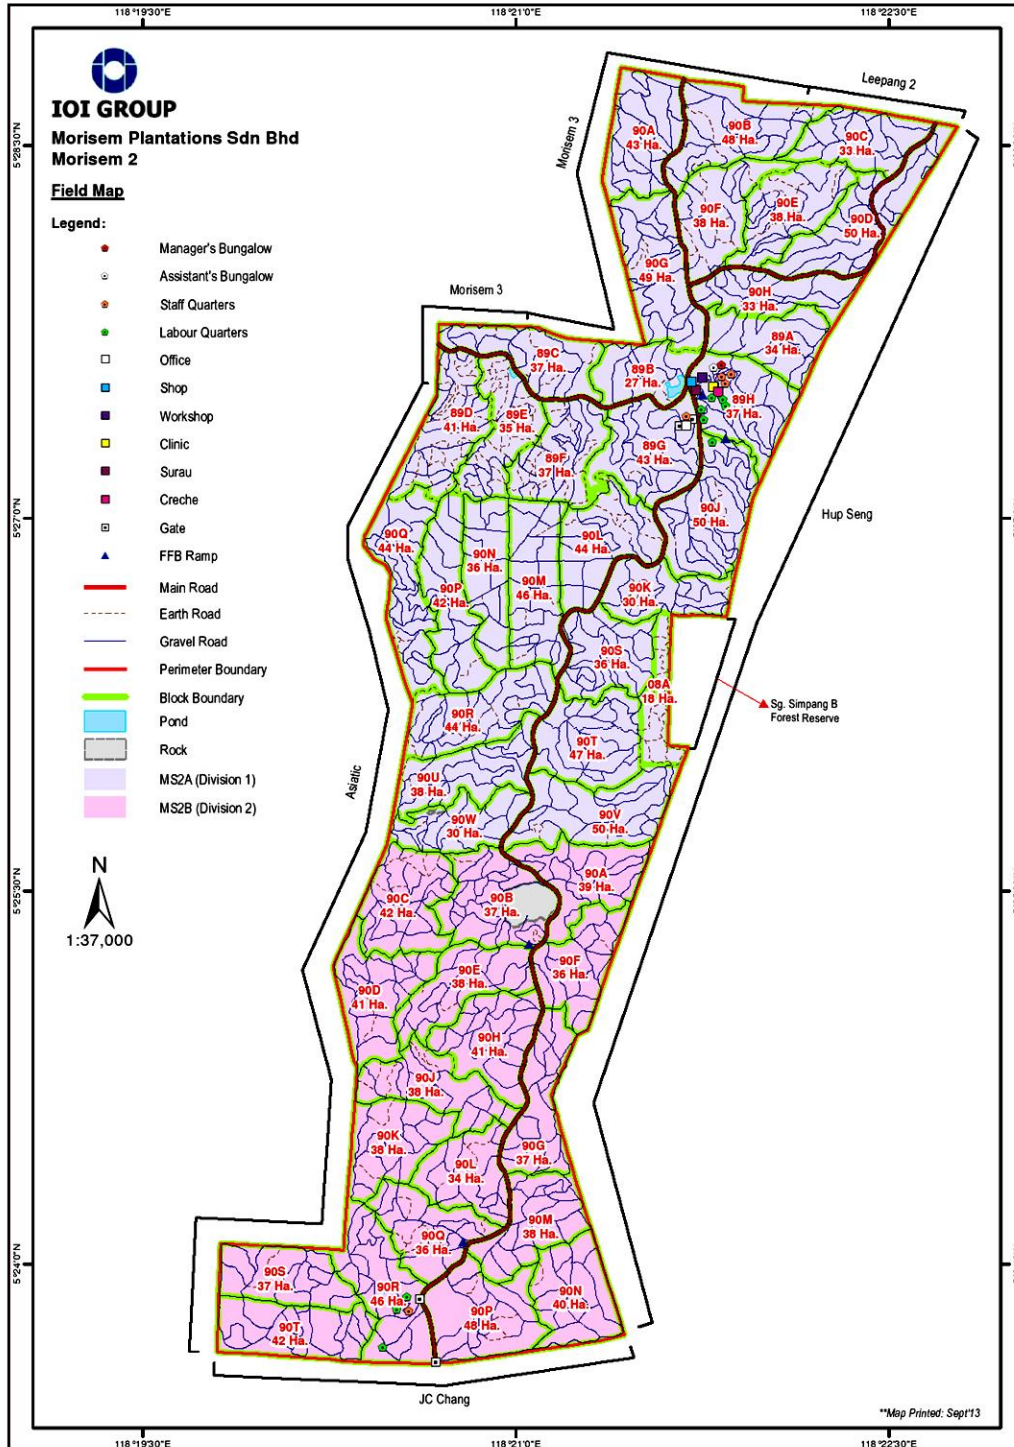 118°19'30"E
118°21'0"E
118°22'30"E
IOI GROUP
Morisem Plantations Sdn Bhd
Morisem 2
Field Map
Legend:
Manager's Bungalow
Assistant's Bungalow
Staff Quarters
Labour Quarters
Office
Shop
Workshop
Clinic
Surau
Creche
Gate
FFB Ramp
Main Road
Earth Road
Gravel Road
Perimeter Boundary
Block Boundary
Pond
Rock
MS2A (Division 1)
MS2B (Division 2)
N
1:37,000
5°28'30"N
5°27'0"N
5°25'30"N
5°24'0"N
Leepang 2
Morisem 3
Morisem 3
Hup Seng
Asiatic
JC Chang
Sg. Simpang B
Forest Reserve
90A
43 Ha.
90B
48 Ha.
90C
33 Ha.
90F
38 Ha.
90E
38 Ha.
90D
50 Ha.
90G
49 Ha.
90H
33 Ha.
89A
34 Ha.
89C
37 Ha.
89B
27 Ha.
89H
37 Ha.
89D
41 Ha.
89E
35 Ha.
89F
37 Ha.
89G
43 Ha.
90J
50 Ha.
90Q
44 Ha.
90N
36 Ha.
90L
44 Ha.
90P
42 Ha.
90M
46 Ha.
90K
30 Ha.
90S
36 Ha.
08A
18 Ha.
90R
44 Ha.
90T
47 Ha.
90U
38 Ha.
90W
30 Ha.
90V
50 Ha.
90A
39 Ha.
90C
42 Ha.
90B
37 Ha.
90F
36 Ha.
90E
38 Ha.
90D
41 Ha.
90H
41 Ha.
90J
38 Ha.
90K
38 Ha.
90G
37 Ha.
90L
34 Ha.
90M
38 Ha.
90Q
36 Ha.
90S
37 Ha.
90R
46 Ha.
90N
40 Ha.
90P
48 Ha.
90T
42 Ha.
**Map Printed: Sept'13
118°19'30"E
118°21'0"E
118°22'30"E